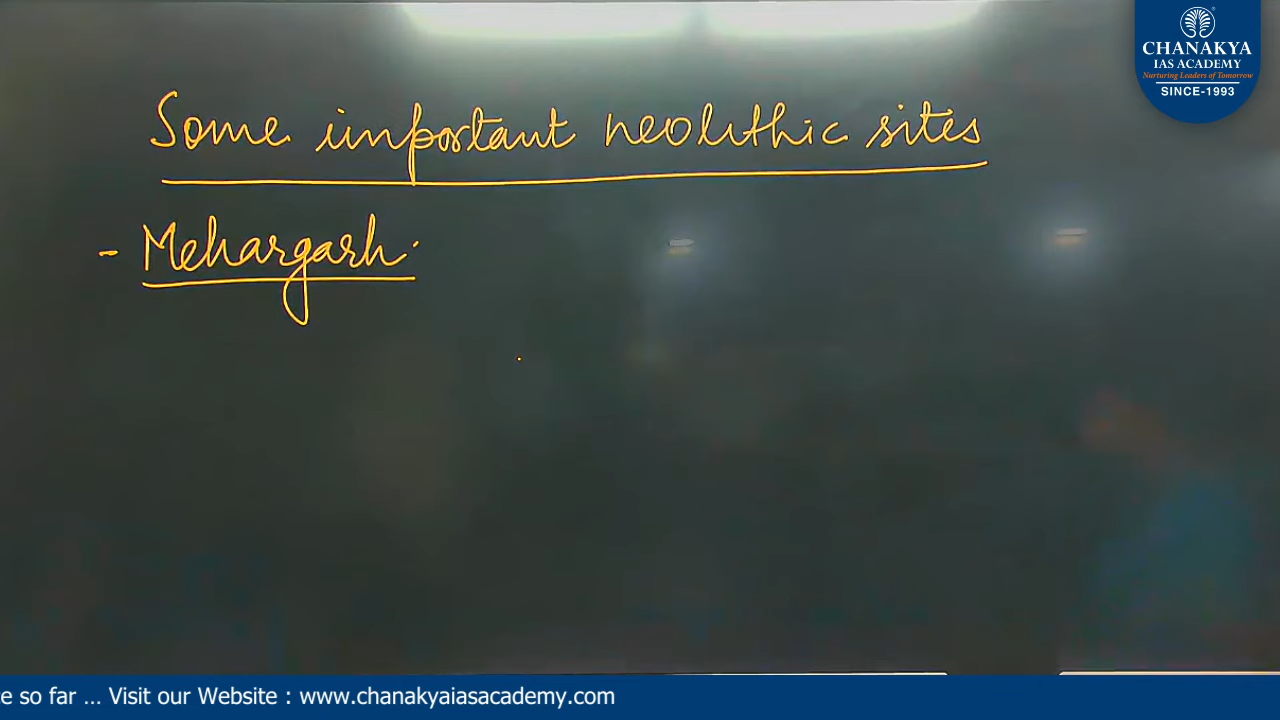 CHANAKYA
IAS ACADEMY
Nurturing Leaders of Tomorrow
SINCE-1993
Some important neolithic sites
- Mehargarh
e so far ... Visit our Website : www.chanakyaiasacademy.com